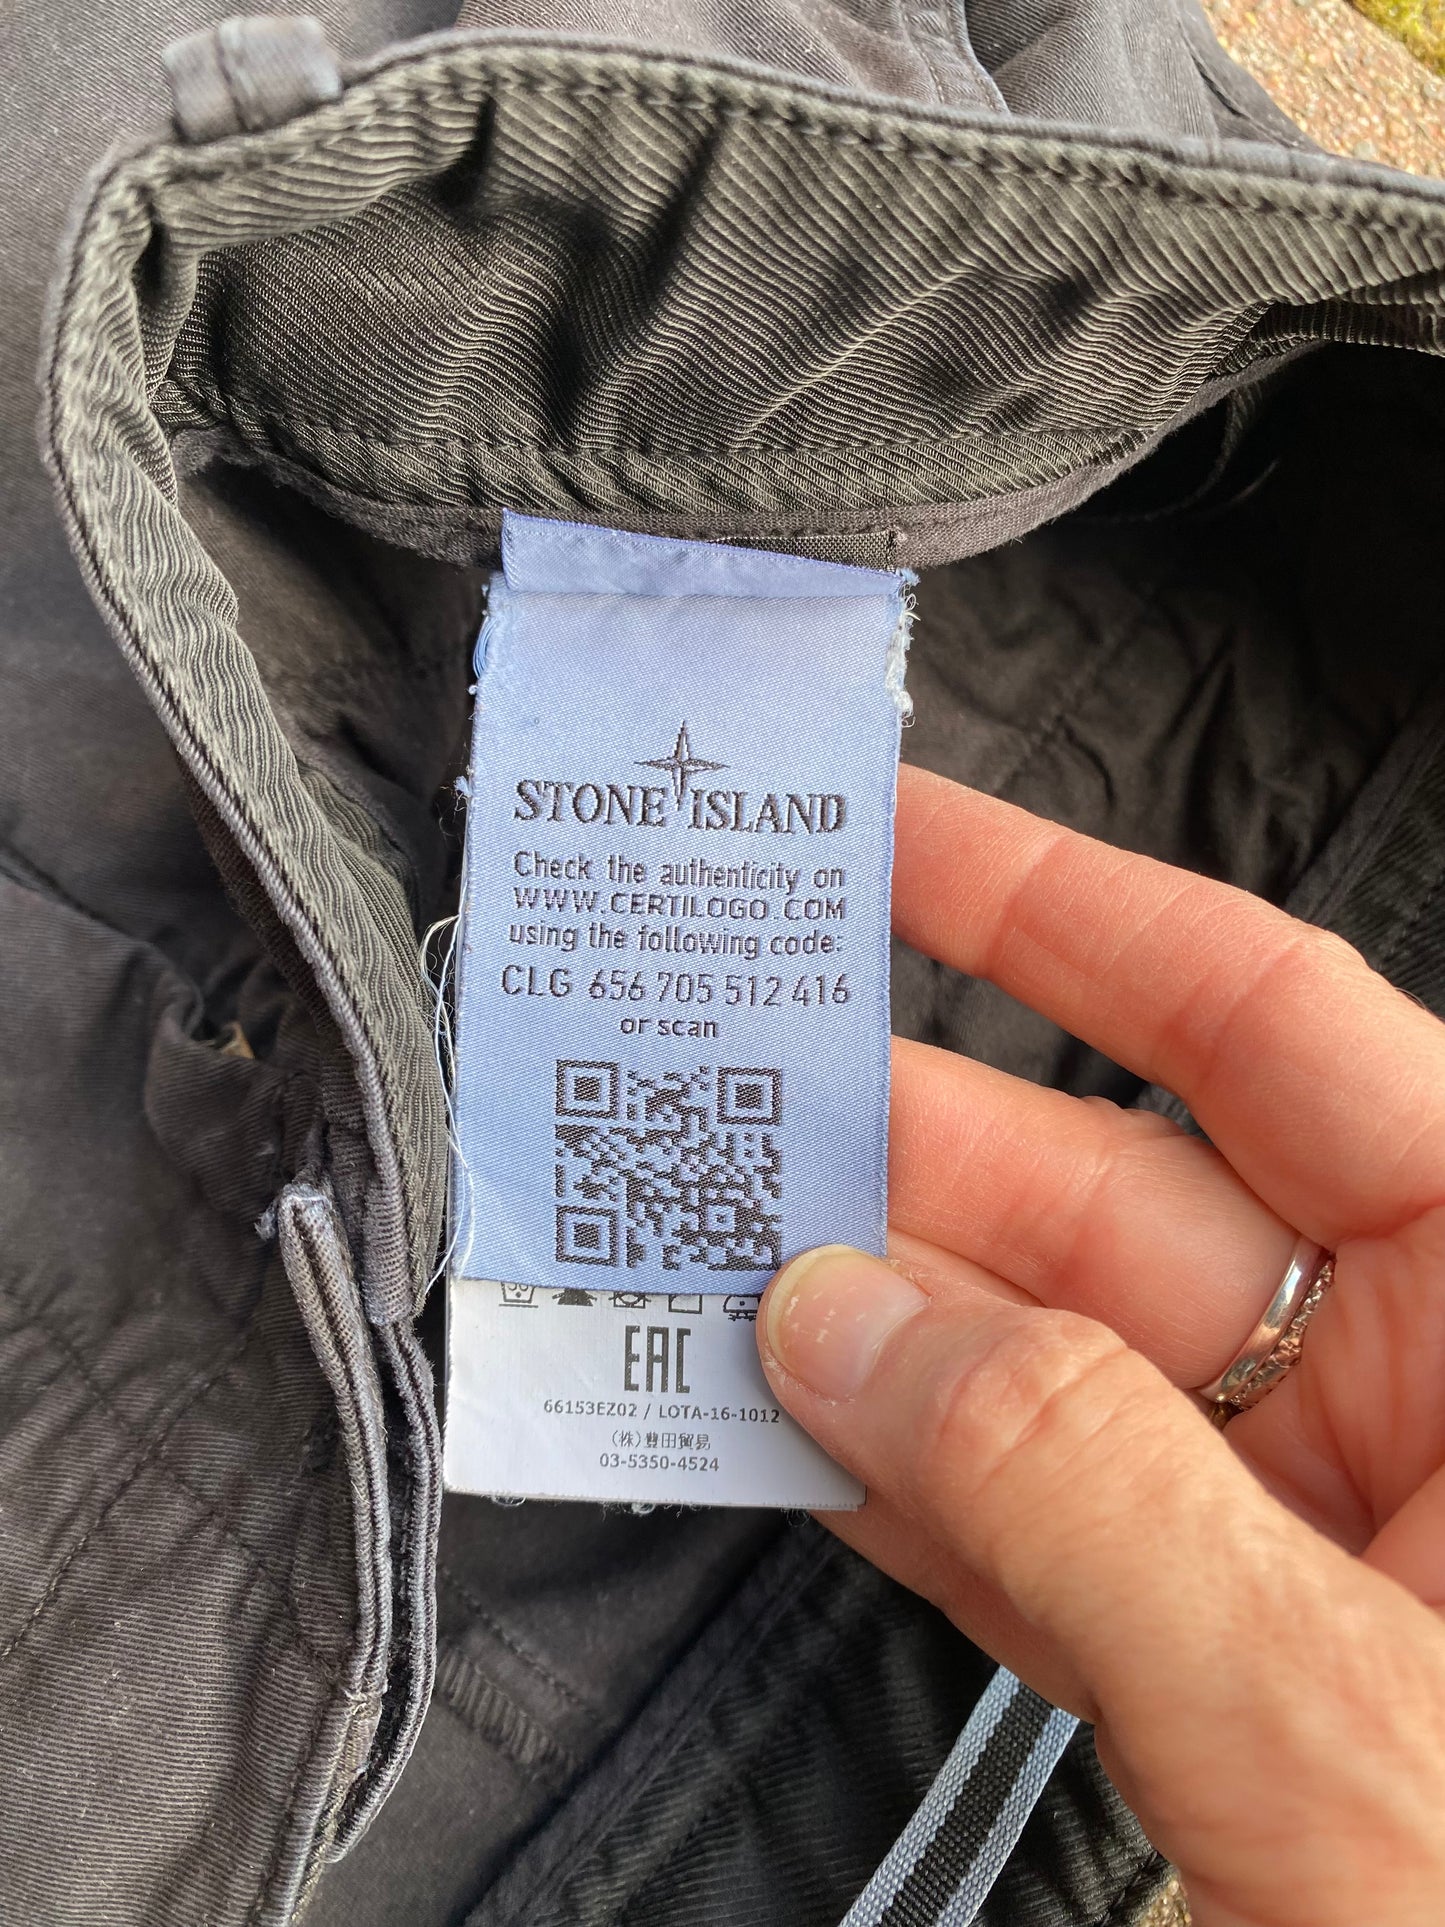 STONE ISLAND
Check the authenticity on
WWW.CERTILOGO.COM
using the following code:
CLG 656 705 512 416
or scan
EAC
66153EZ02 / LOTA-16-1012
(株)豊田貿易
03-5350-4524